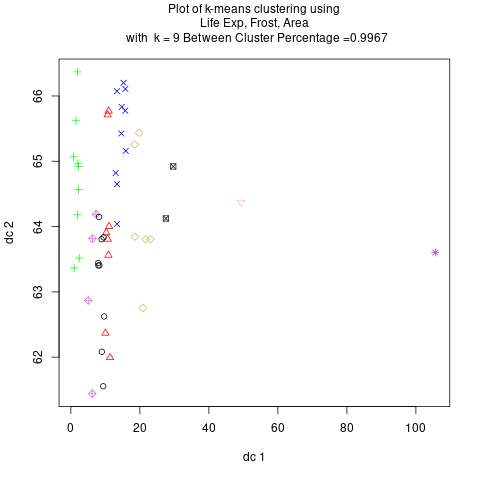 Plot of k-means clustering using
Life Exp, Frost, Area
with k = 9 Between Cluster Percentage =0.9967
66
65
64
63
62
dc 2
0 20 40 60 80 100
dc 1